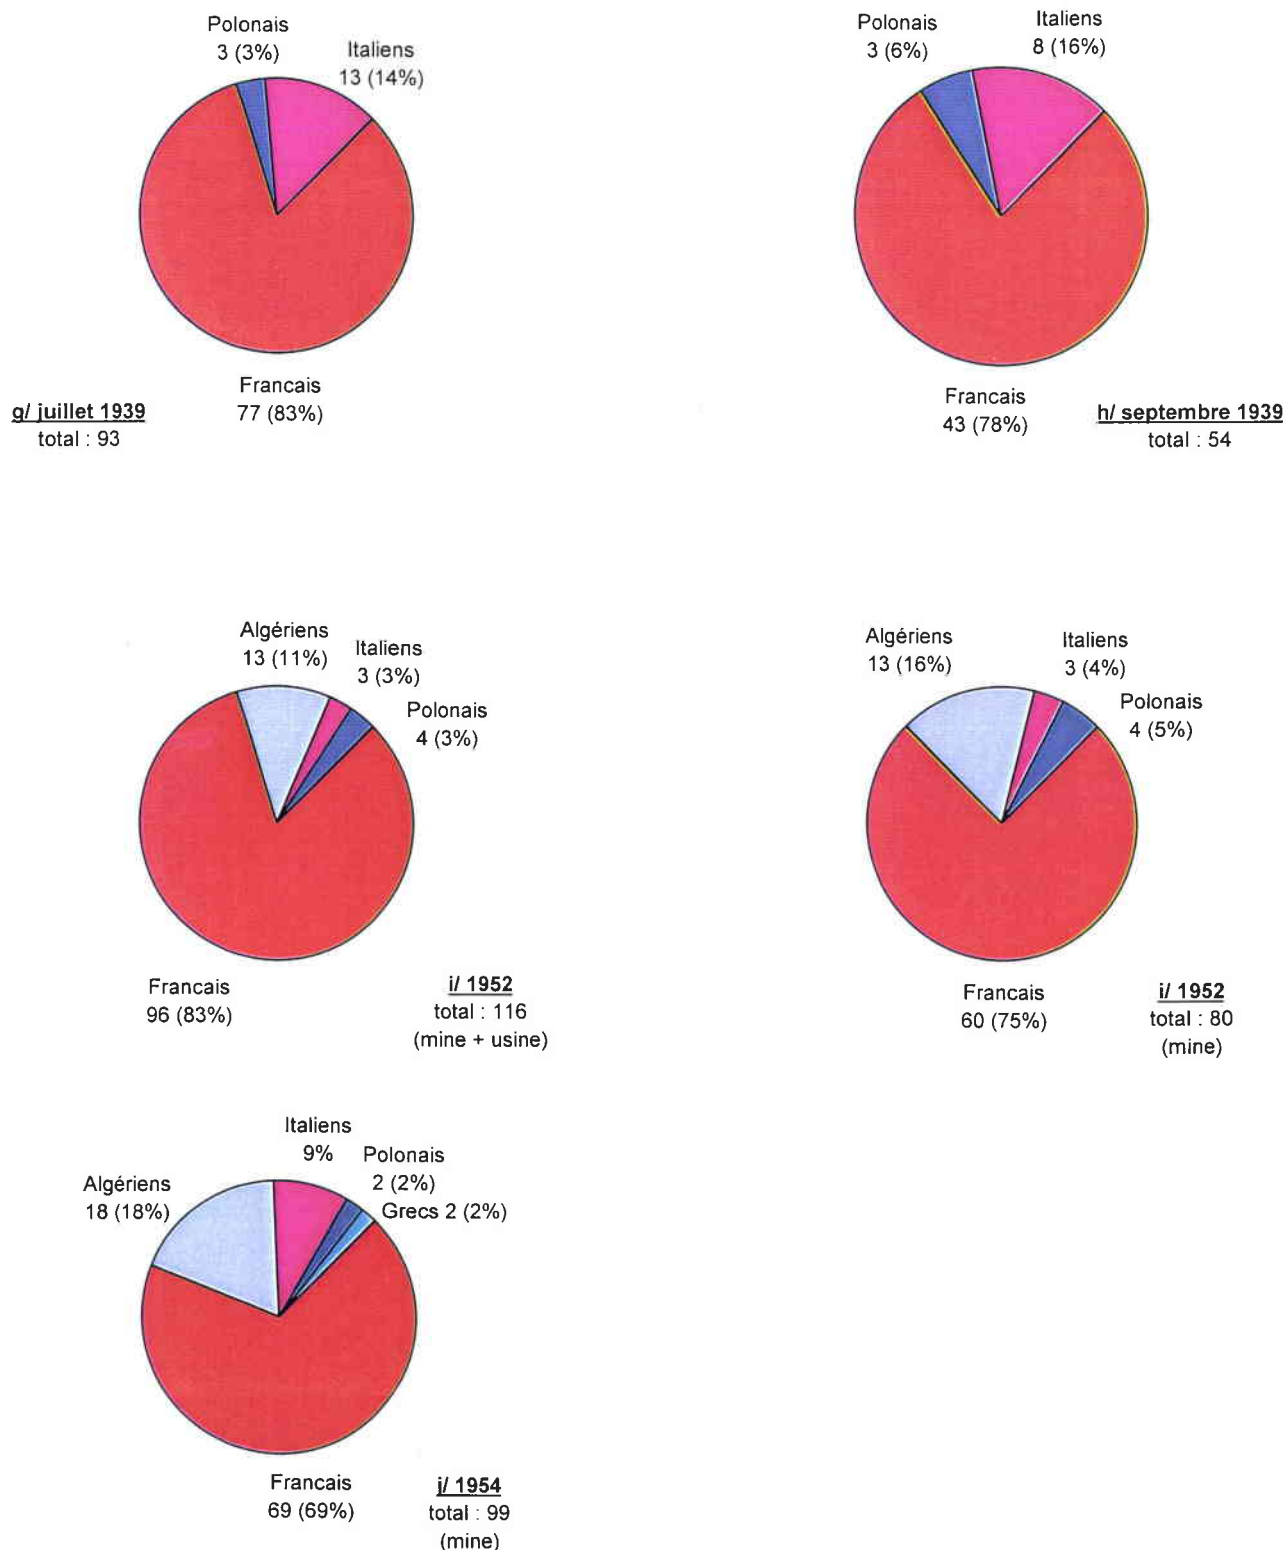 Polonais
3 (3%)
Italiens
13 (14%)
Francais
77 (83%)
g/ juillet 1939
total : 93
Polonais
3 (6%)
Italiens
8 (16%)
Francais
43 (78%)
h/ septembre 1939
total : 54
Algériens
13 (11%)
Italiens
3 (3%)
Polonais
4 (3%)
Francais
96 (83%)
i/ 1952
total : 116
(mine + usine)
Algériens
13 (16%)
Italiens
3 (4%)
Polonais
4 (5%)
Francais
60 (75%)
i/ 1952
total : 80
(mine)
Italiens
9%
Polonais
2 (2%)
Grecs 2 (2%)
Algériens
18 (18%)
Francais
69 (69%)
j/ 1954
total : 99
(mine)